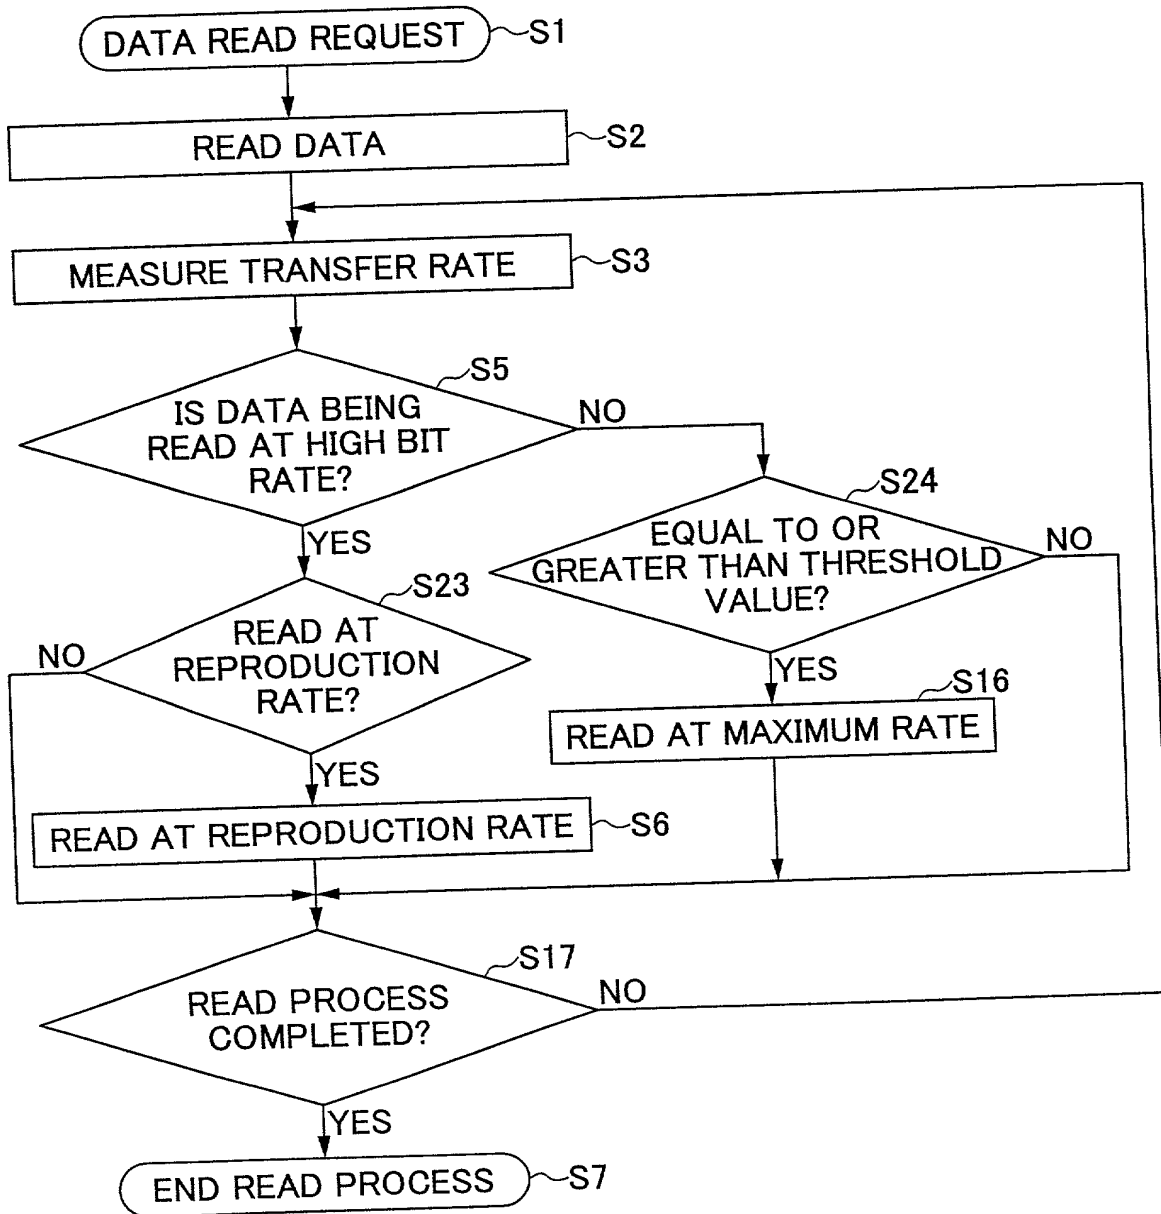 DATA READ REQUEST
S1
READ DATA
S2
MEASURE TRANSFER RATE
S3
S5
IS DATA BEING
READ AT HIGH BIT
RATE?
NO
YES
S24
EQUAL TO OR
GREATER THAN THRESHOLD
VALUE?
NO
YES
S23
READ AT
REPRODUCTION
RATE?
NO
YES
S16
READ AT MAXIMUM RATE
READ AT REPRODUCTION RATE
S6
S17
READ PROCESS
COMPLETED?
NO
YES
END READ PROCESS
S7